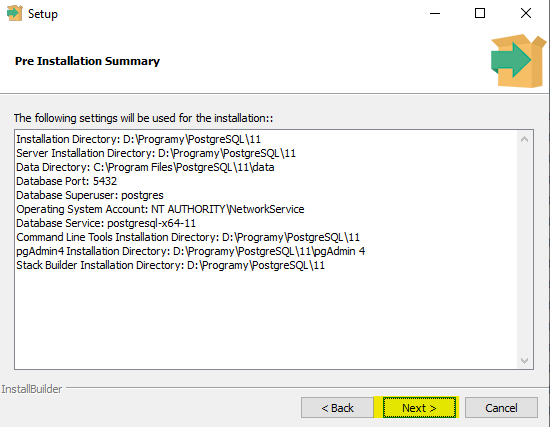 Setup
Pre Installation Summary
The following settings will be used for the installation::
Installation Directory: D:\Programy\PostgreSQL\11
Server Installation Directory: D:\Programy\PostgreSQL\11
Data Directory: C:\Program Files\PostgreSQL\11\data
Database Port: 5432
Database Superuser: postgres
Operating System Account: NT AUTHORITY\NetworkService
Database Service: postgresql-x64-11
Command Line Tools Installation Directory: D:\Programy\PostgreSQL\11
pgAdmin4 Installation Directory: D:\Programy\PostgreSQL\11\pgAdmin 4
Stack Builder Installation Directory: D:\Programy\PostgreSQL\11
InstallBuilder
< Back Next > Cancel